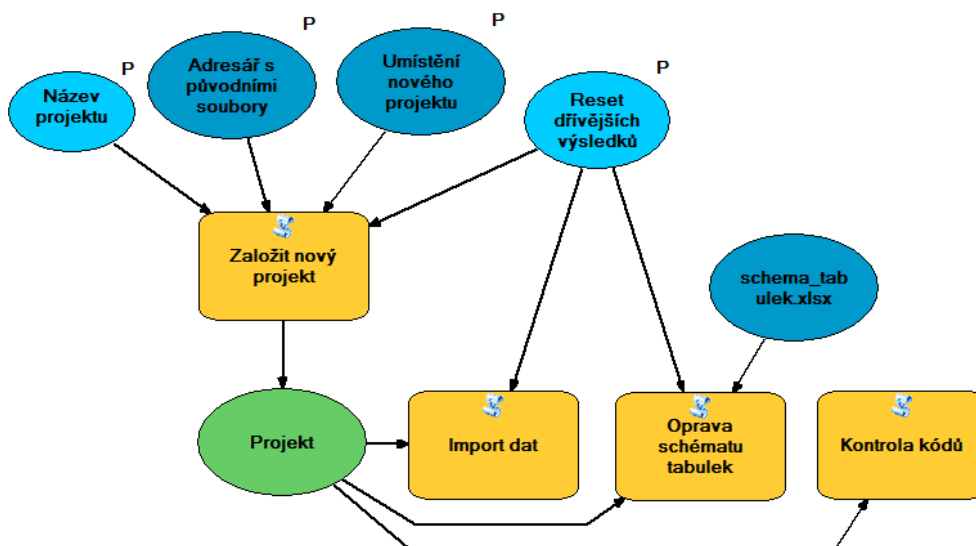 P
P
P
P
Název
projektu
Adresář s
původními
soubory
Umístění
nového
projektu
Reset
dřívějších
výsledků
Založit nový
projekt
schema_tab
ulek.xlsx
Projekt
Import dat
Oprava
schématu
tabulek
Kontrola kódů